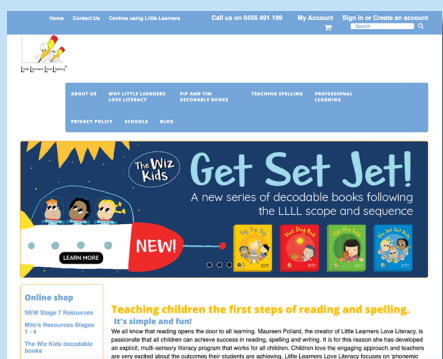 Home Contact Us Centres using Little Learners Call us on 0455 491 199 My Account Sign in or Create an account
Search
Little Learners Love Literacy
ABOUT US WHY LITTLE LEARNERS LOVE LITERACY PIP AND TIM DECODABLE BOOKS TEACHING SPELLING PROFESSIONAL LEARNING
PRIVACY POLICY SCHOOLS BLOG
The Wiz Kids
Get Set Jet!
A new series of decodable books following
the LLLL scope and sequence
NEW!
LEARN MORE
Online shop
NEW Stage 7 Resources
Milo's Resources Stages
1 - 4
The Wiz Kids decodable
books
Teaching children the first steps of reading and spelling.
It's simple and fun!
We all know that reading opens the door to all learning. Maureen Pollard, the creator of Little Learners Love Literacy, is
passionate that all children can achieve success in reading, spelling and writing. It is for this reason she has developed
an explicit, multi-sensory literacy program that works for all children. Children love the engaging approach and teachers
are very excited about the outcomes their students are achieving. Little Learners Love Literacy focuses on 'phonemic